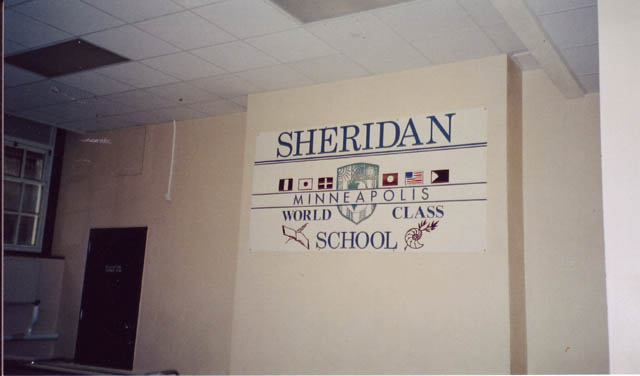 SHERIDAN
MINNEAPOLIS
WORLD CLASS
SCHOOL